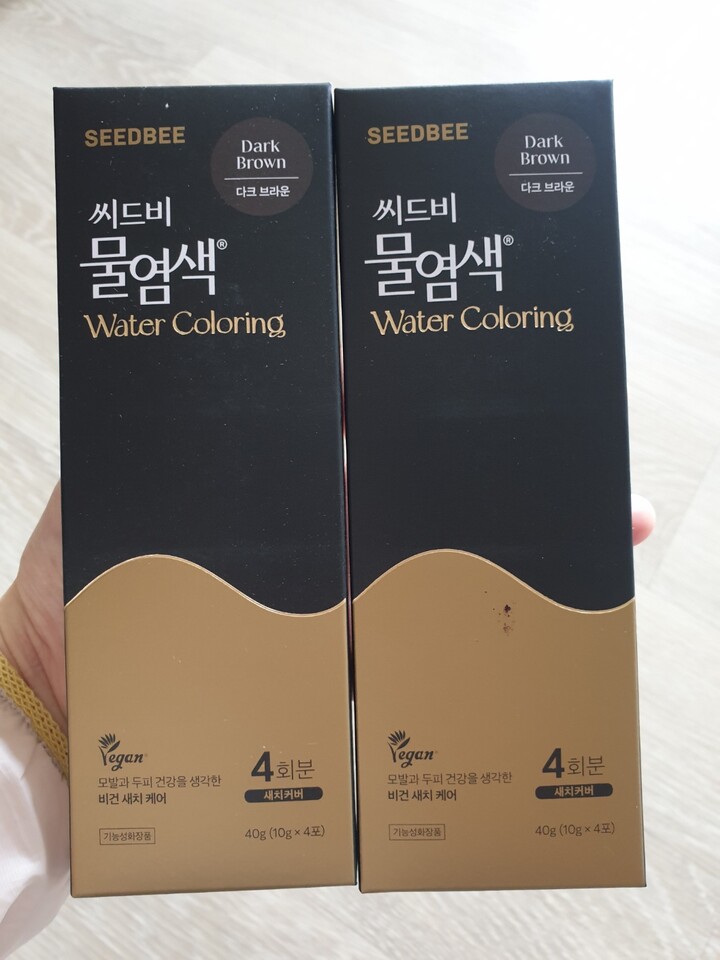 SEEDBEE
Dark
Brown
다크 브라운
씨드비
물염색®
Water Coloring
Vegan
모발과 두피 건강을 생각한
비건 새치 케어
기능성화장품
4회분
새치커버
40g (10g × 4포)
SEEDBEE
Dark
Brown
다크 브라운
씨드비
물염색®
Water Coloring
Vegan
모발과 두피 건강을 생각한
비건 새치 케어
기능성화장품
4회분
새치커버
40g (10g × 4포)